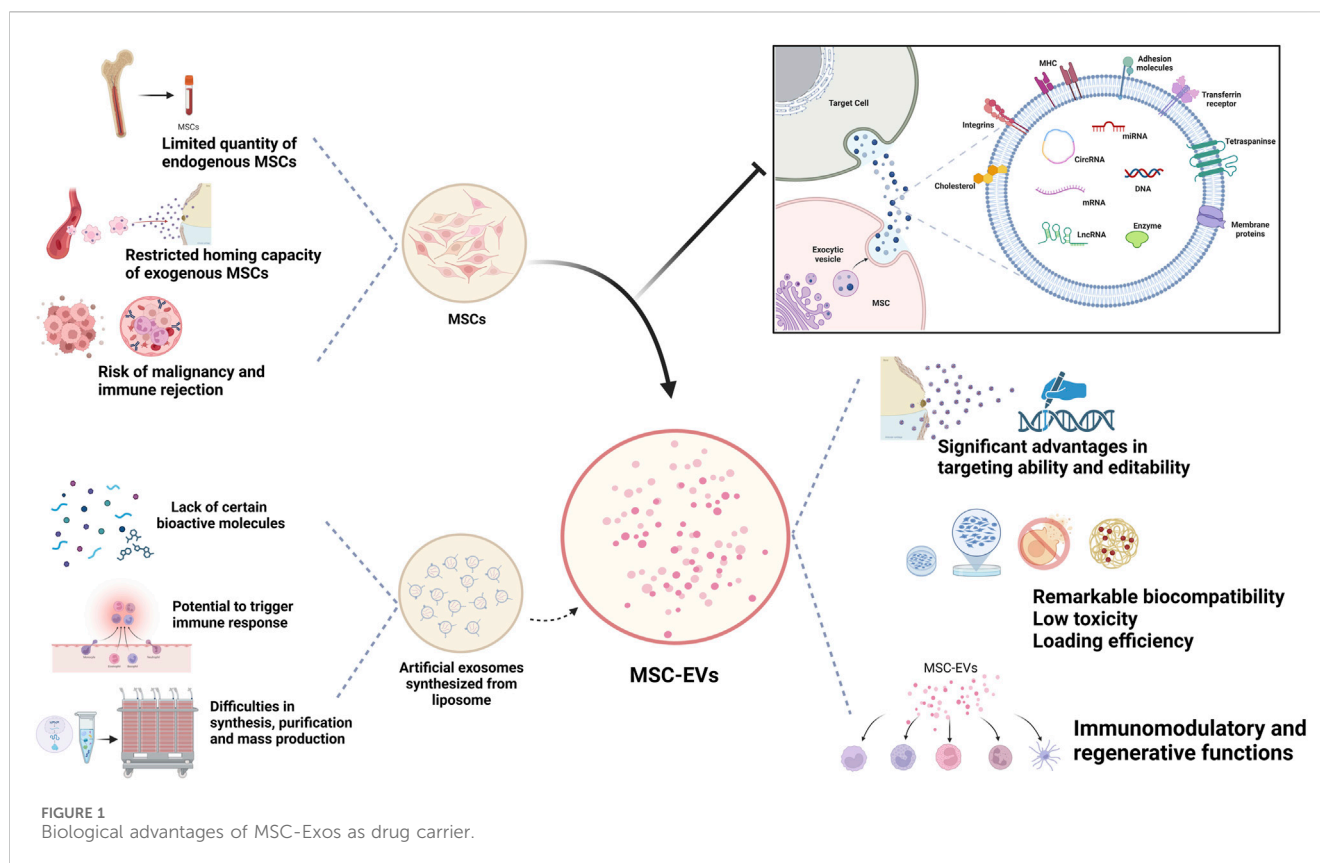 MSCs
Limited quantity of
endogenous MSCs
Restricted homing capacity
of exogenous MSCs
Risk of malignancy and
immune rejection
MSCs
Target Cell
Exocytic
vesicle
MSC
MHC
Adhesion
molecules
Transferrin
receptor
Integrins
miRNA
CircRNA
Tetraspaninse
Cholesterol
DNA
mRNA
LncRNA
Enzyme
Membrane
proteins
Lack of certain
bioactive molecules
Potential to trigger
immune response
Difficulties in
synthesis, purification
and mass production
Artificial exosomes
synthesized from
liposome
MSC-EVs
Significant advantages in
targeting ability and editability
Remarkable biocompatibility
Low toxicity
Loading efficiency
MSC-EVs
Immunomodulatory and
regenerative functions
FIGURE 1
Biological advantages of MSC-Exos as drug carrier.